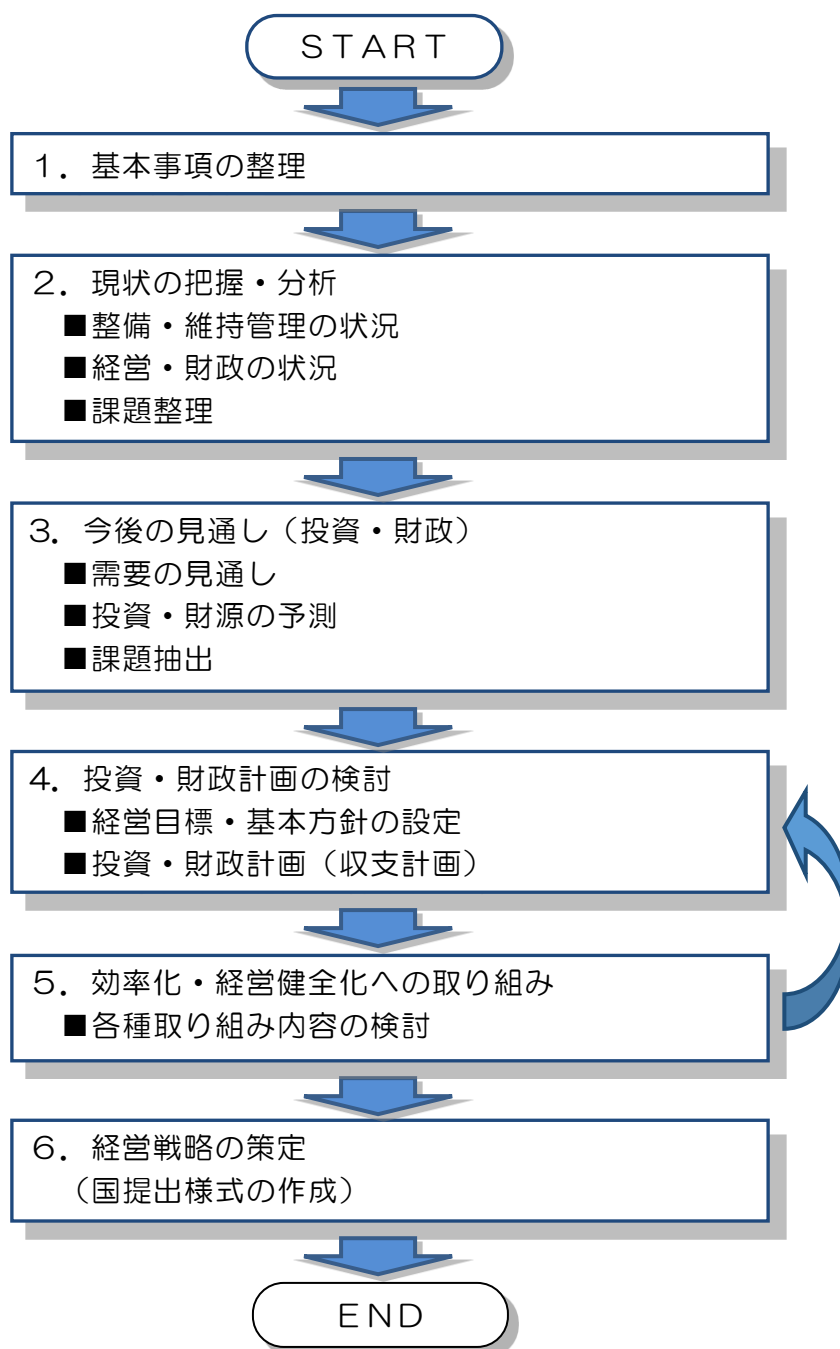 ＳＴＡＲＴ
１．基本事項の整理
２．現状の把握・分析
■整備・維持管理の状況
■経営・財政の状況
■課題整理
３．今後の見通し（投資・財政）
■需要の見通し
■投資・財源の予測
■課題抽出
４．投資・財政計画の検討
■経営目標・基本方針の設定
■投資・財政計画（収支計画）
５．効率化・経営健全化への取り組み
■各種取り組み内容の検討
６．経営戦略の策定
（国提出様式の作成）
ＥＮＤ